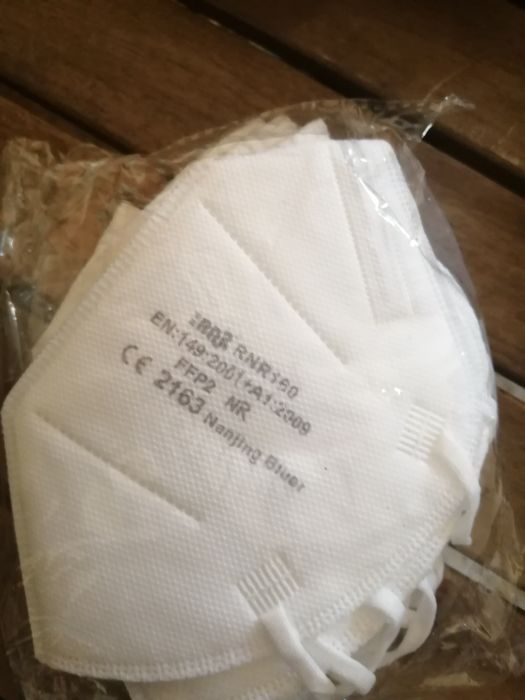 RNR160
EN:149:2001+A1:2009
FFP2 NR
CE 2163 Nanjing Bluer